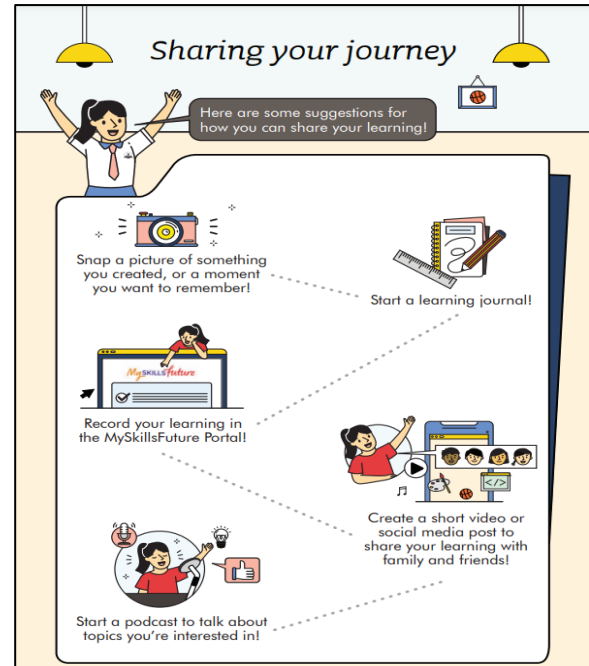 Sharing your journey
Here are some suggestions for
how you can share your learning!
Snap a picture of something
you created, or a moment
you want to remember!
Start a learning journal!
MySKILLSfuture
Record your learning in
the MySkillsFuture Portal!
</>
Create a short video or
social media post to
share your learning with
family and friends!
Start a podcast to talk about
topics you're interested in!